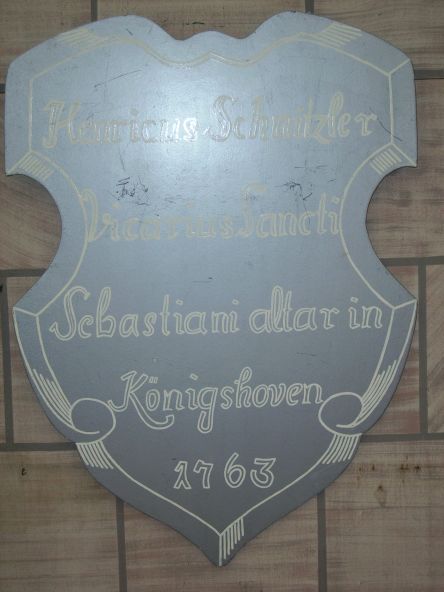 Henricus Schnitzler
Vicarius Sancti
Sebastiani altar in
Königshoven
1763